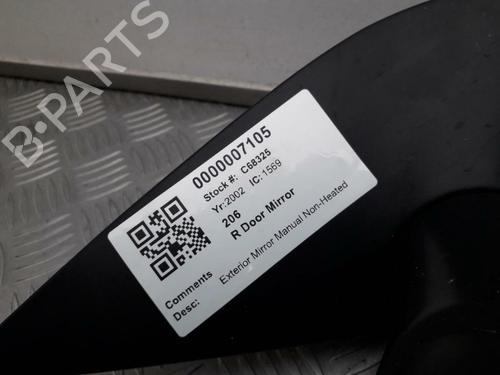 B-PARTS
0000007105
Stock #: C68325
Yr:2002 IC:1569
206
R Door Mirror
Comments
Desc: Exterior Mirror Manual Non-Heated